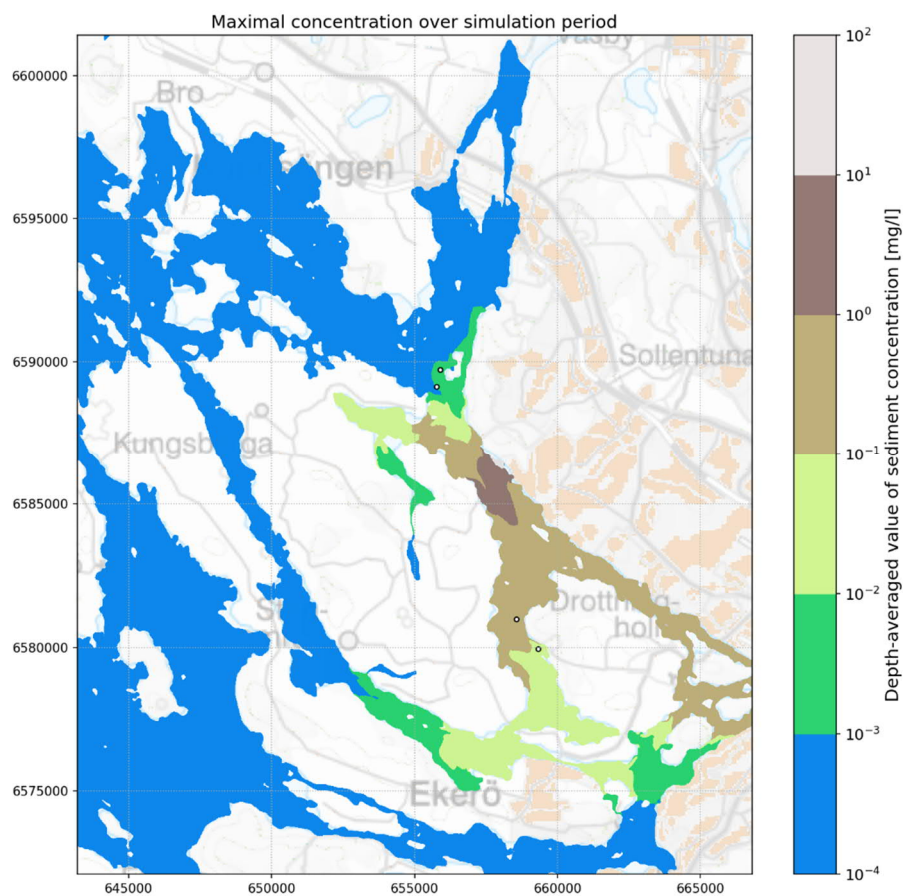 Maximal concentration over simulation period
6600000
6595000
6590000
6585000
6580000
6575000
645000
650000
655000
660000
665000
Bro
Kungsb ga
Sollentuna
Drottning-
holm
Ekerö
10²
10¹
10⁰
10⁻¹
10⁻²
10⁻³
10⁻⁴
Depth-averaged value of sediment concentration [mg/l]